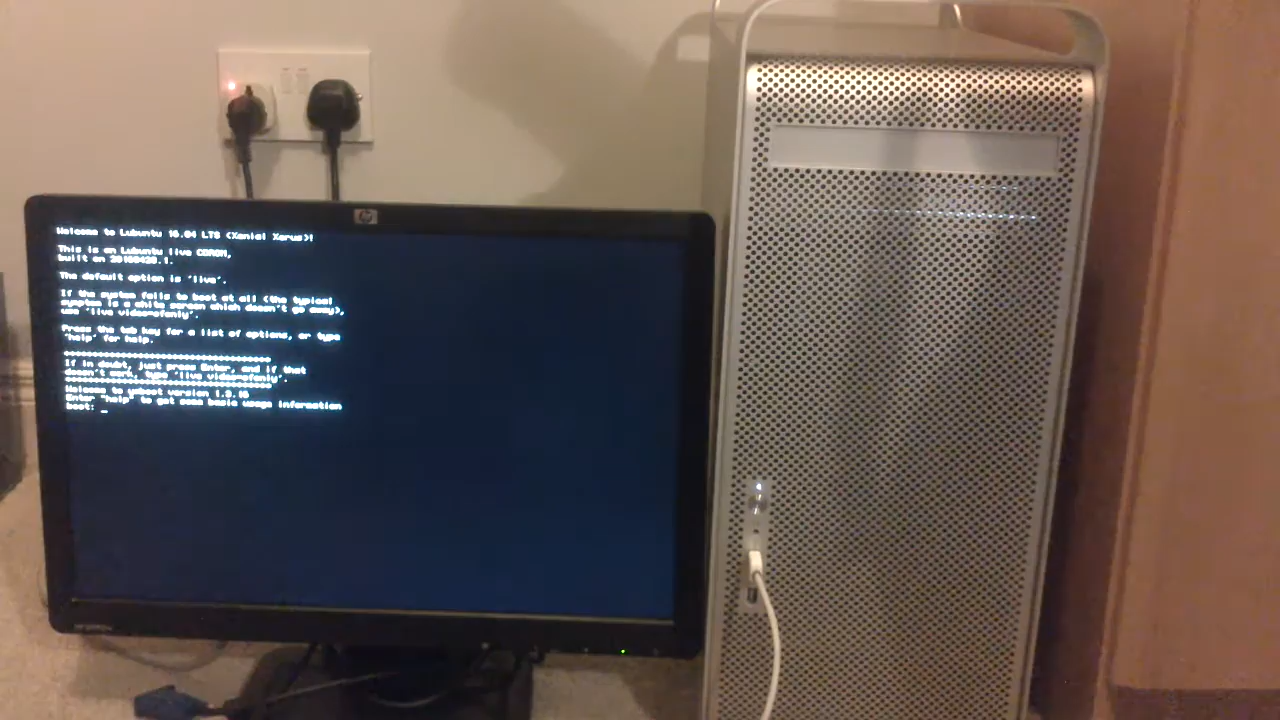 hp
Welcome to Lubuntu 16.04 LTS (Xenial Xerus)!
This is an Lubuntu live CDROM,
built on 20160420.1.
The default option is 'live'.
If the system fails to boot at all (the typical
symptom is a white screen which doesn't go away),
use 'live video=ofonly'.
Press the tab key for a list of options, or type
'help' for help.
**************************************
If in doubt, just press Enter, and if that
doesn't work, type 'live video=ofonly'.
**************************************
Welcome to yaboot version 1.3.16
Enter "help" to get some basic usage information
boot: _